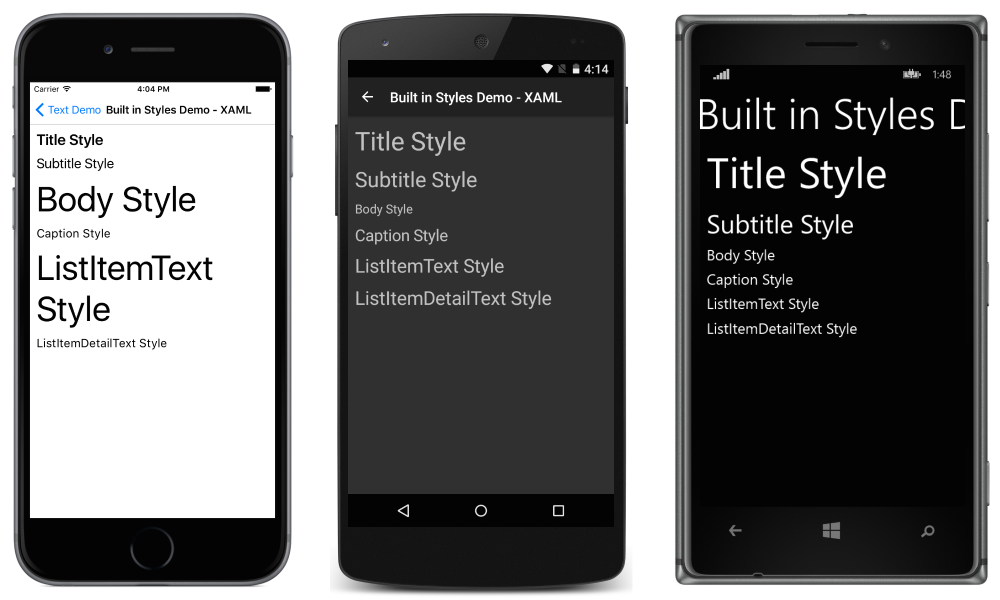 Carrier 4:04 PM
Text Demo Built in Styles Demo - XAML
Title Style
Subtitle Style
Body Style
Caption Style
ListItemText
Style
ListItemDetailText Style
4:14
Built in Styles Demo - XAML
Title Style
Subtitle Style
Body Style
Caption Style
ListItemText Style
ListItemDetailText Style
1:48
Built in Styles D
Title Style
Subtitle Style
Body Style
Caption Style
ListItemText Style
ListItemDetailText Style